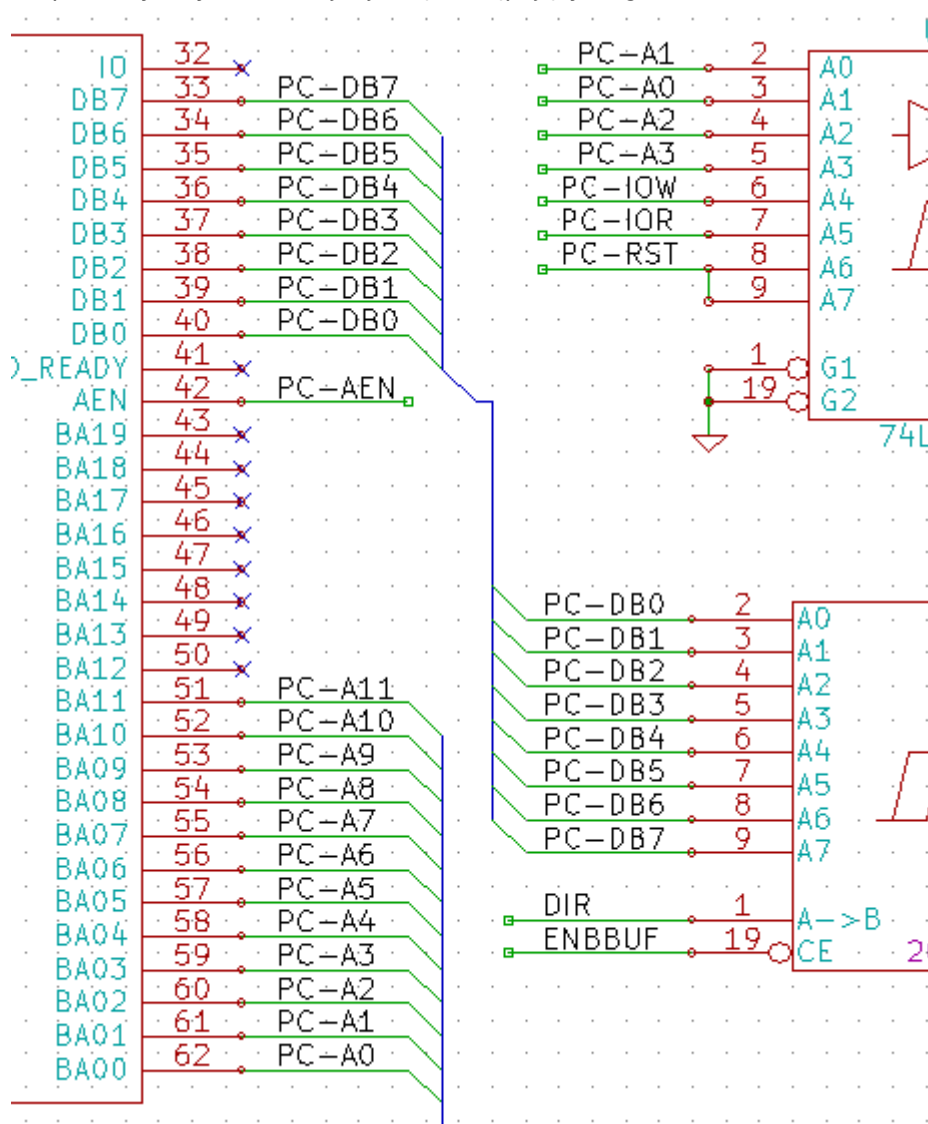 IO 32
DB7 33 PC-DB7
DB6 34 PC-DB6
DB5 35 PC-DB5
DB4 36 PC-DB4
DB3 37 PC-DB3
DB2 38 PC-DB2
DB1 39 PC-DB1
DB0 40 PC-DB0
_READY 41
AEN 42 PC-AEN
BA19 43
BA18 44
BA17 45
BA16 46
BA15 47
BA14 48
BA13 49
BA12 50
BA11 51 PC-A11
BA10 52 PC-A10
BA09 53 PC-A9
BA08 54 PC-A8
BA07 55 PC-A7
BA06 56 PC-A6
BA05 57 PC-A5
BA04 58 PC-A4
BA03 59 PC-A3
BA02 60 PC-A2
BA01 61 PC-A1
BA00 62 PC-A0
PC-A1 2 A0
PC-A0 3 A1
PC-A2 4 A2
PC-A3 5 A3
PC-IOW 6 A4
PC-IOR 7 A5
PC-RST 8 A6
9 A7
1 G1
19 G2
74L
PC-DB0 2 A0
PC-DB1 3 A1
PC-DB2 4 A2
PC-DB3 5 A3
PC-DB4 6 A4
PC-DB5 7 A5
PC-DB6 8 A6
PC-DB7 9 A7
DIR 1 A->B
ENBBUF 19 CE